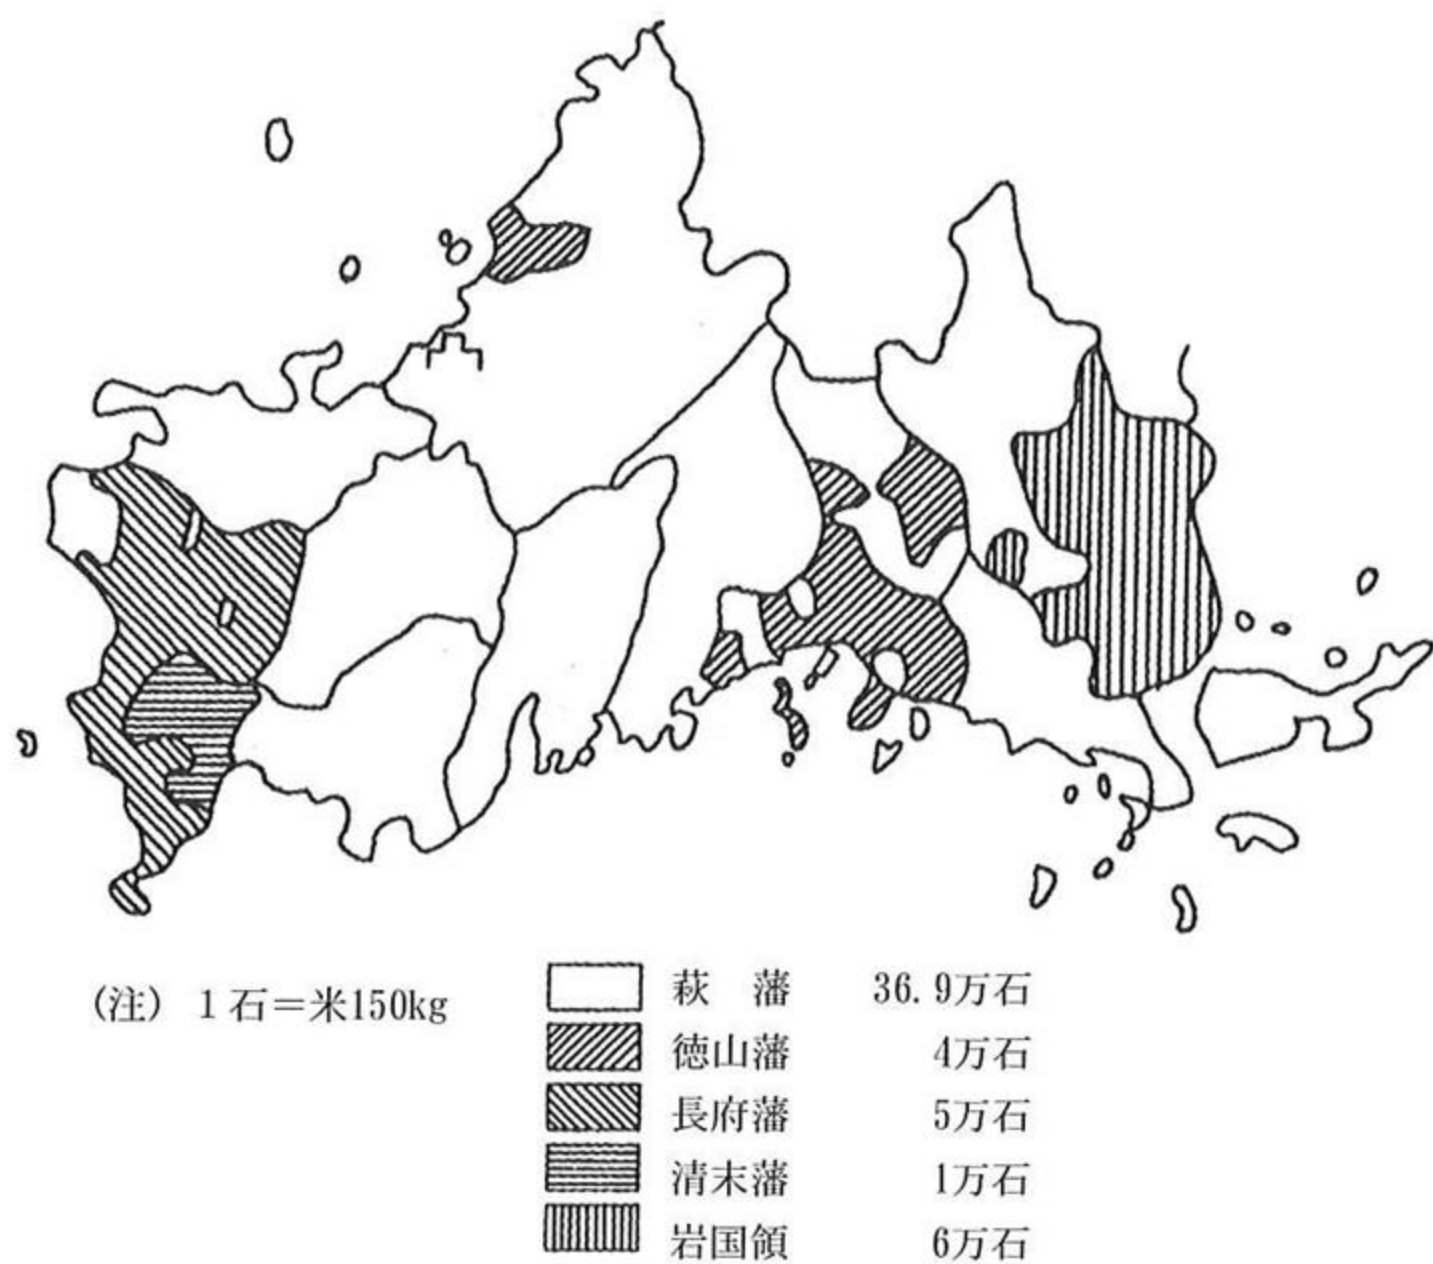 (注) 1石＝米150kg
萩　藩　36.9万石
徳山藩　4万石
長府藩　5万石
清末藩　1万石
岩国領　6万石